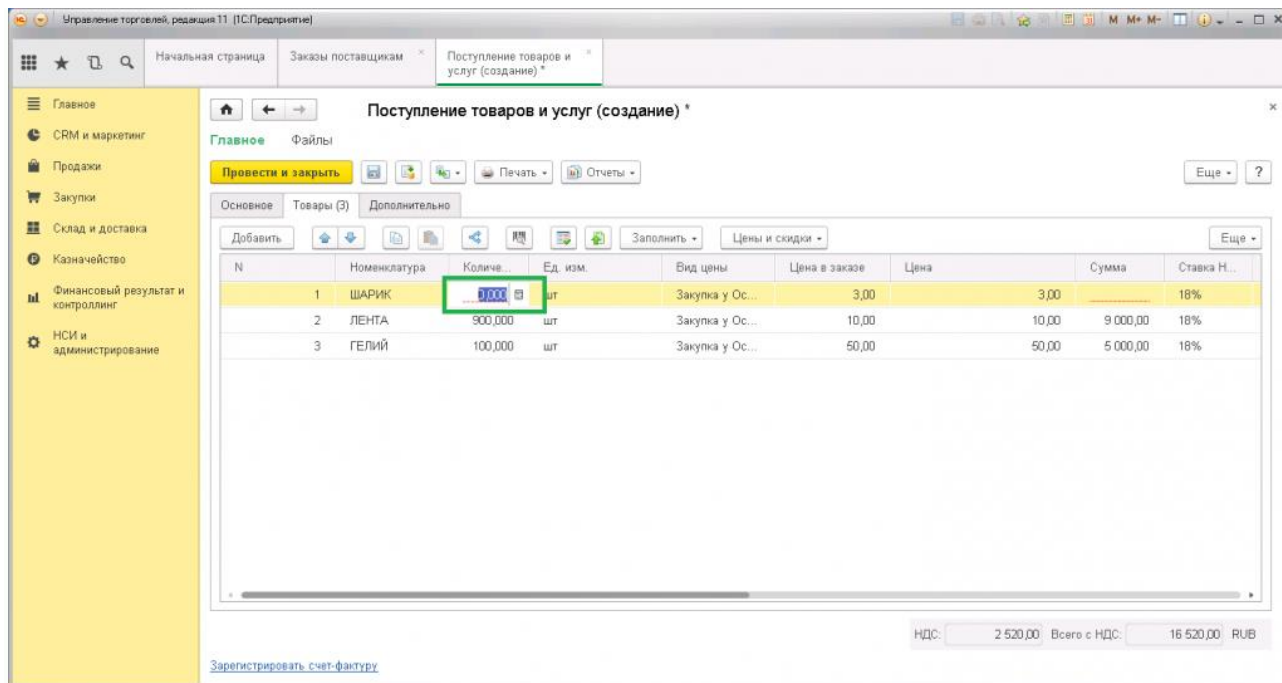 Управление торговлей, редакция 11 (1С:Предприятие)
M M+ M-
Начальная страница
Заказы поставщикам
Поступление товаров и услуг (создание) *
Главное
CRM и маркетинг
Продажи
Закупки
Склад и доставка
Казначейство
Финансовый результат и контроллинг
НСИ и администрирование
Поступление товаров и услуг (создание) *
Главное Файлы
Провести и закрыть Печать Отчеты Еще ?
Основное Товары (3) Дополнительно
Добавить Заполнить Цены и скидки Еще
N Номенклатура Количе... Ед. изм. Вид цены Цена в заказе Цена Сумма Ставка Н...
1 ШАРИК 0,000 шт Закупка у Ос... 3,00 3,00 18%
2 ЛЕНТА 900,000 шт Закупка у Ос... 10,00 10,00 9 000,00 18%
3 ГЕЛИЙ 100,000 шт Закупка у Ос... 50,00 50,00 5 000,00 18%
НДС: 2 520,00 Всего с НДС: 16 520,00 RUB
Зарегистрировать счет-фактуру